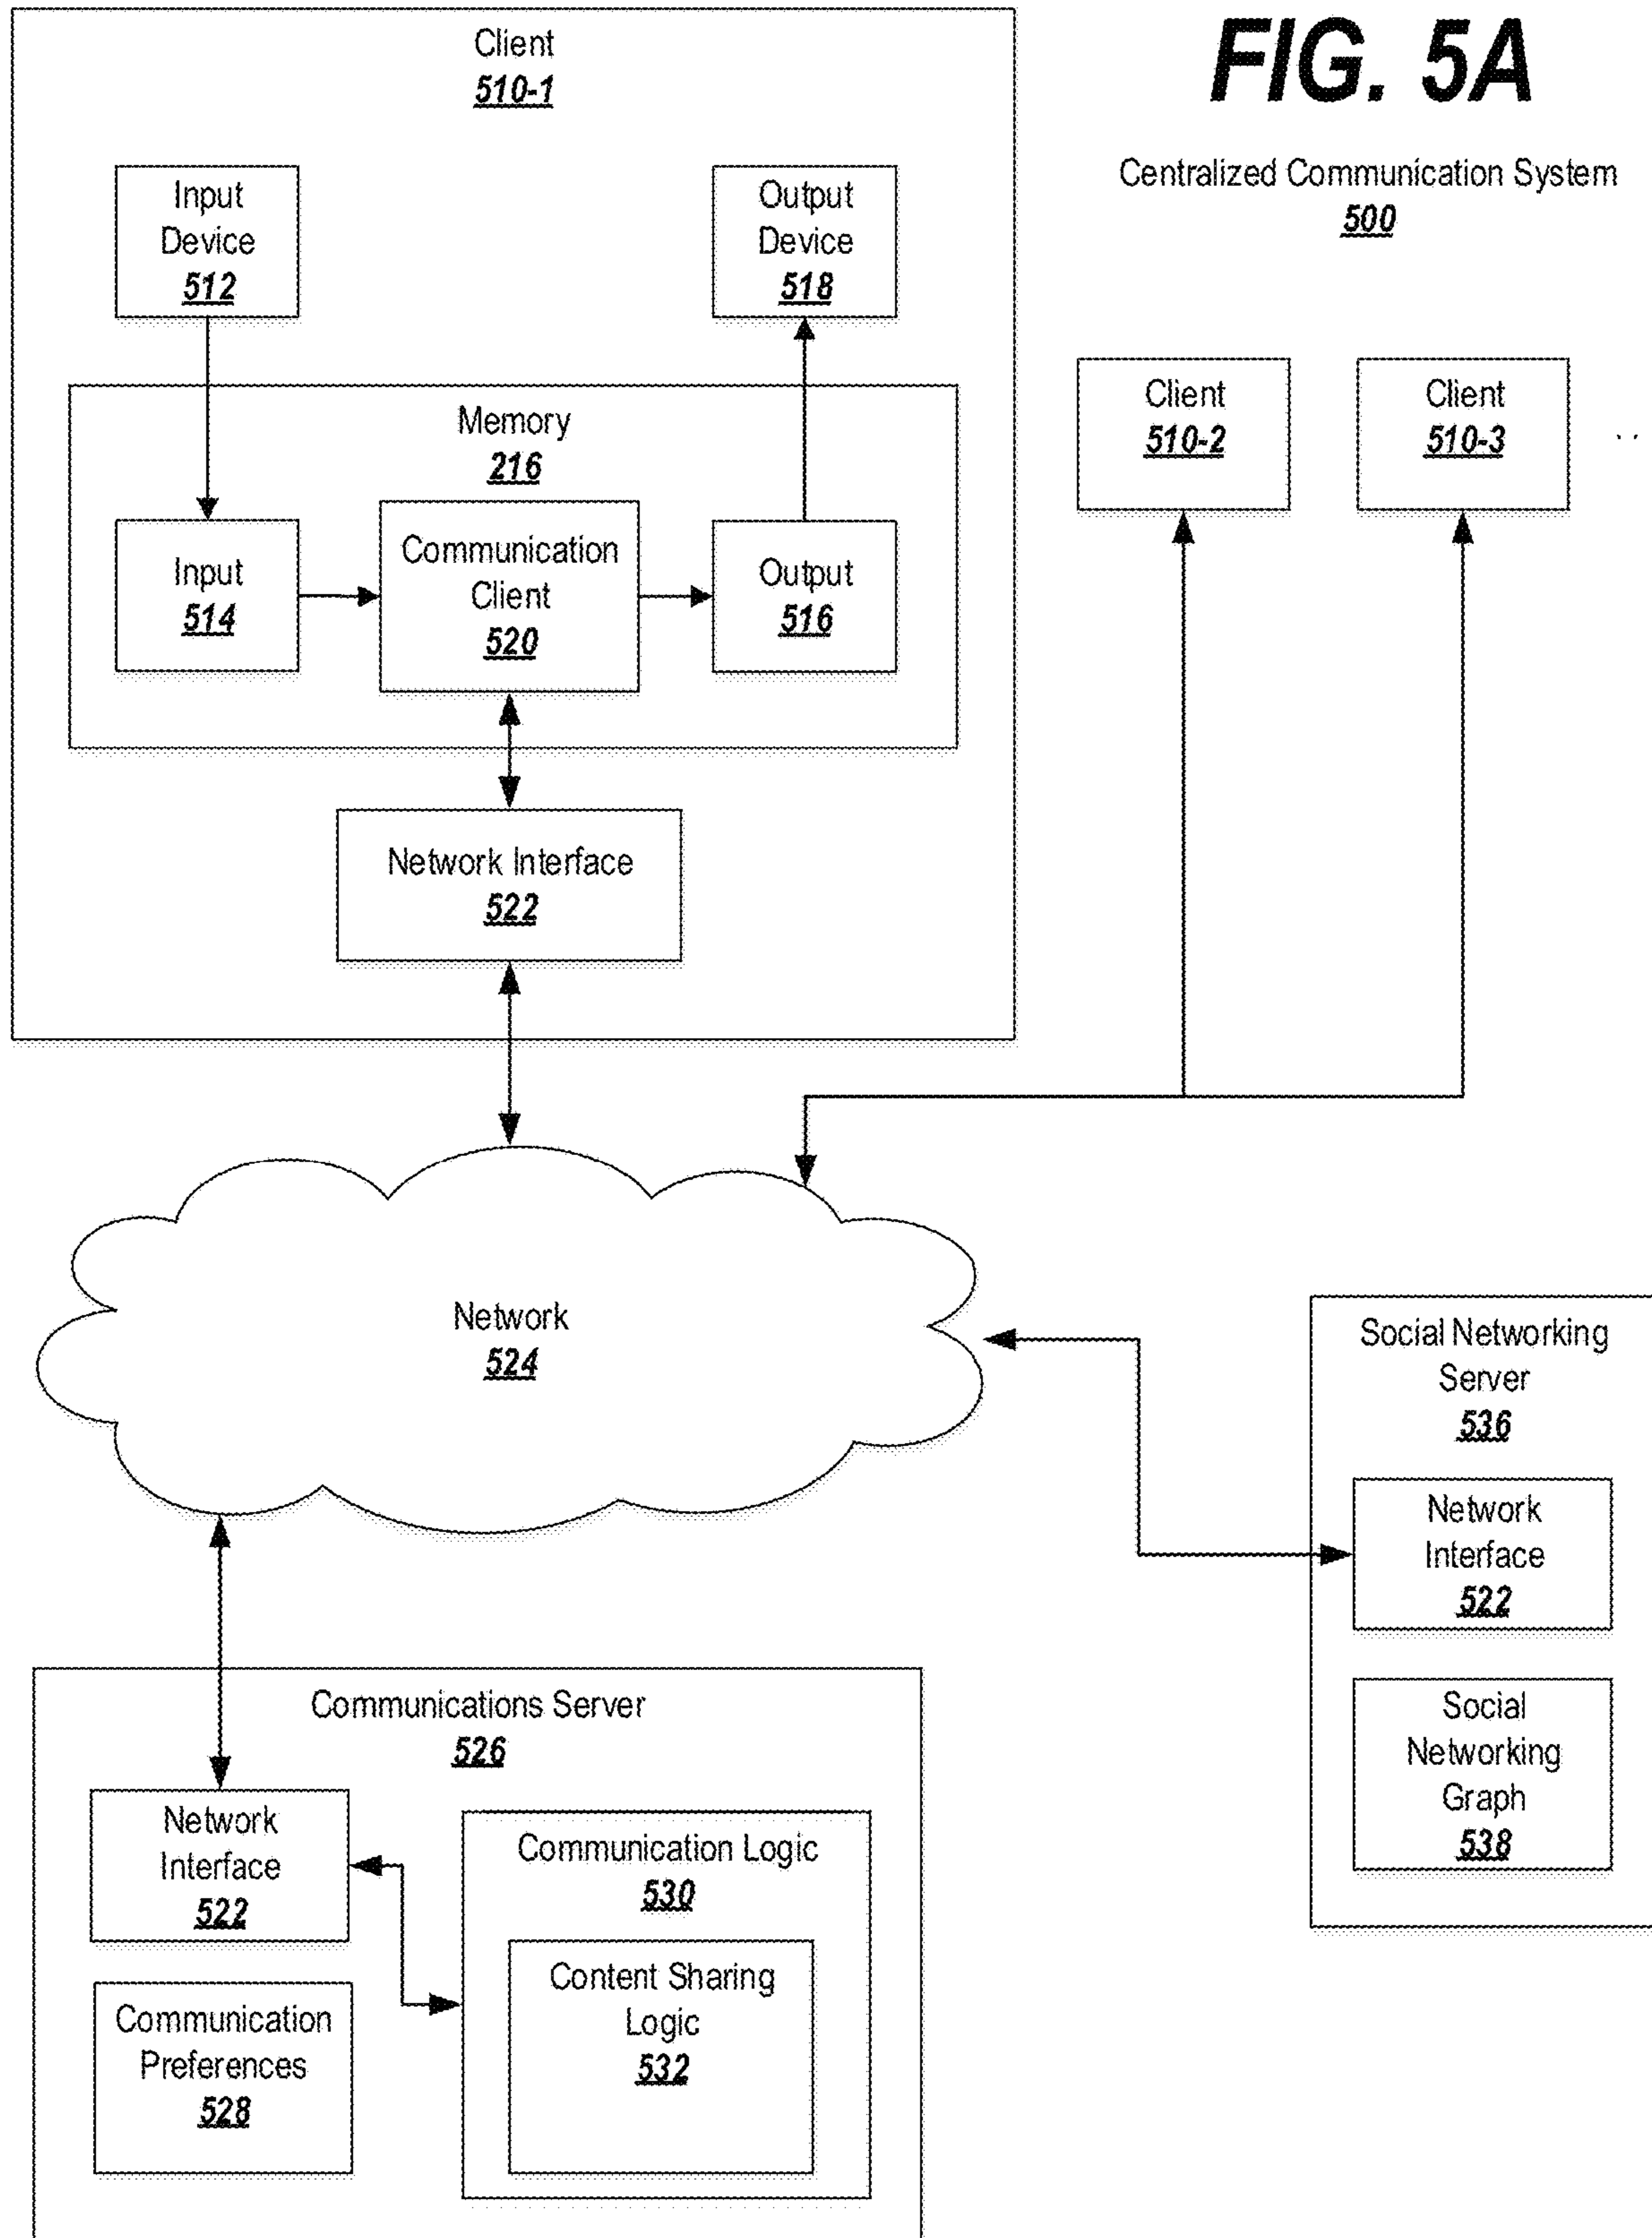 FIG. 5A
Centralized Communication System
500
Client
510-1
Input
Device
512
Output
Device
518
Memory
216
Input
514
Communication
Client
520
Output
516
Network Interface
522
Client
510-2
Client
510-3
..
Network
524
Social Networking
Server
536
Network
Interface
522
Social
Networking
Graph
538
Communications Server
526
Network
Interface
522
Communication
Preferences
528
Communication Logic
530
Content Sharing
Logic
532